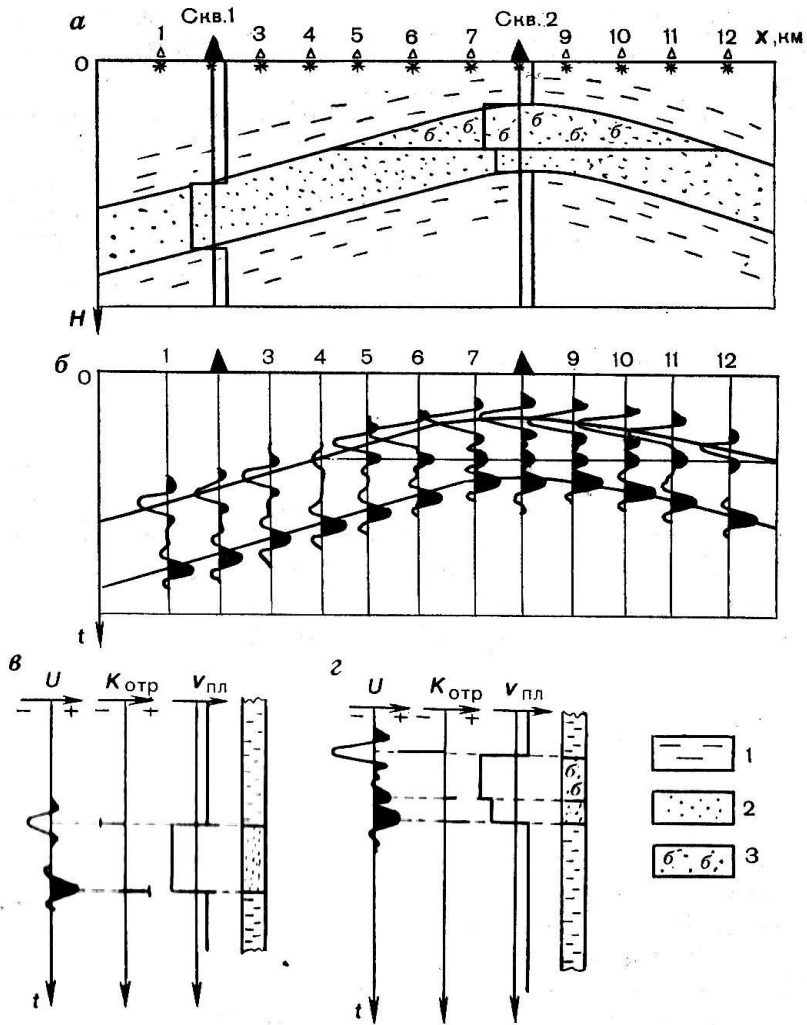 а
Скв.1
Скв.2
1 3 4 5 6 7 9 10 11 12 x,км
0
б б б б б б
H
б
0
1 3 4 5 6 7 9 10 11 12
t
в
U Kотр vпл
− + − +
t
г
U Kотр vпл
− + − +
б б
t
1
2
б б 3